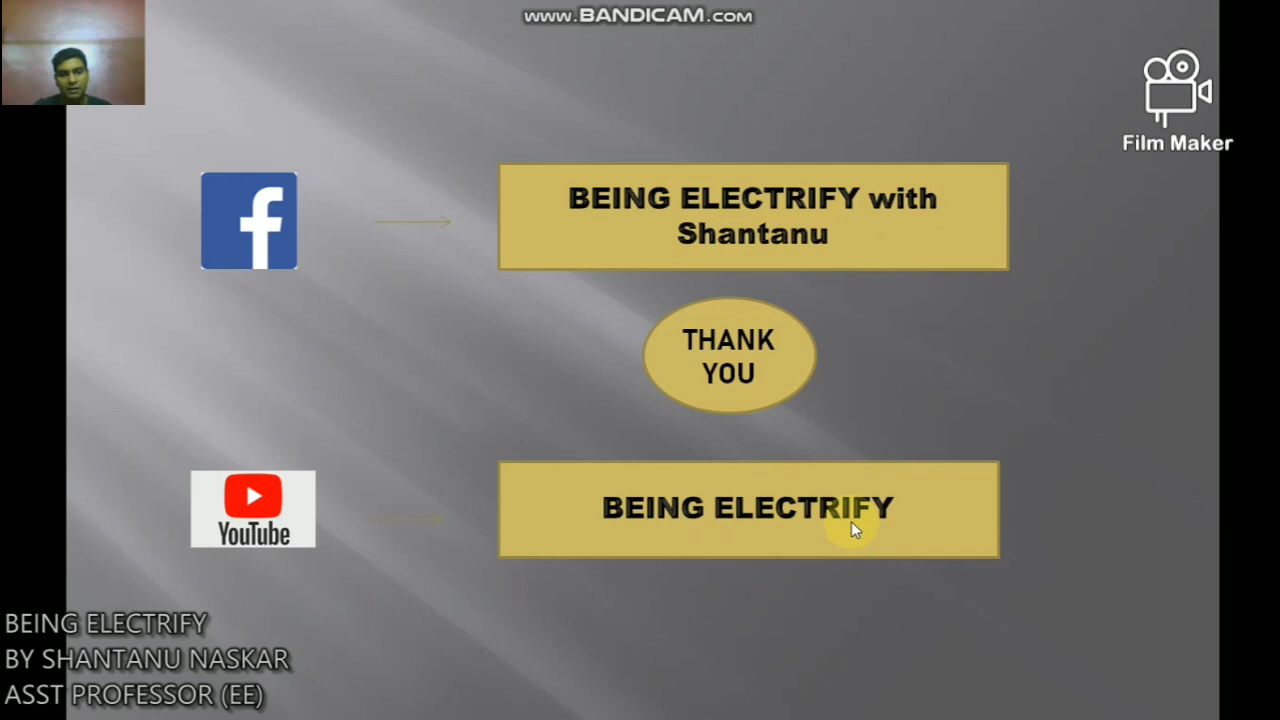 www.BANDICAM.com
Film Maker
BEING ELECTRIFY with
Shantanu
THANK
YOU
YouTube
BEING ELECTRIFY
BEING ELECTRIFY
BY SHANTANU NASKAR
ASST PROFESSOR (EE)